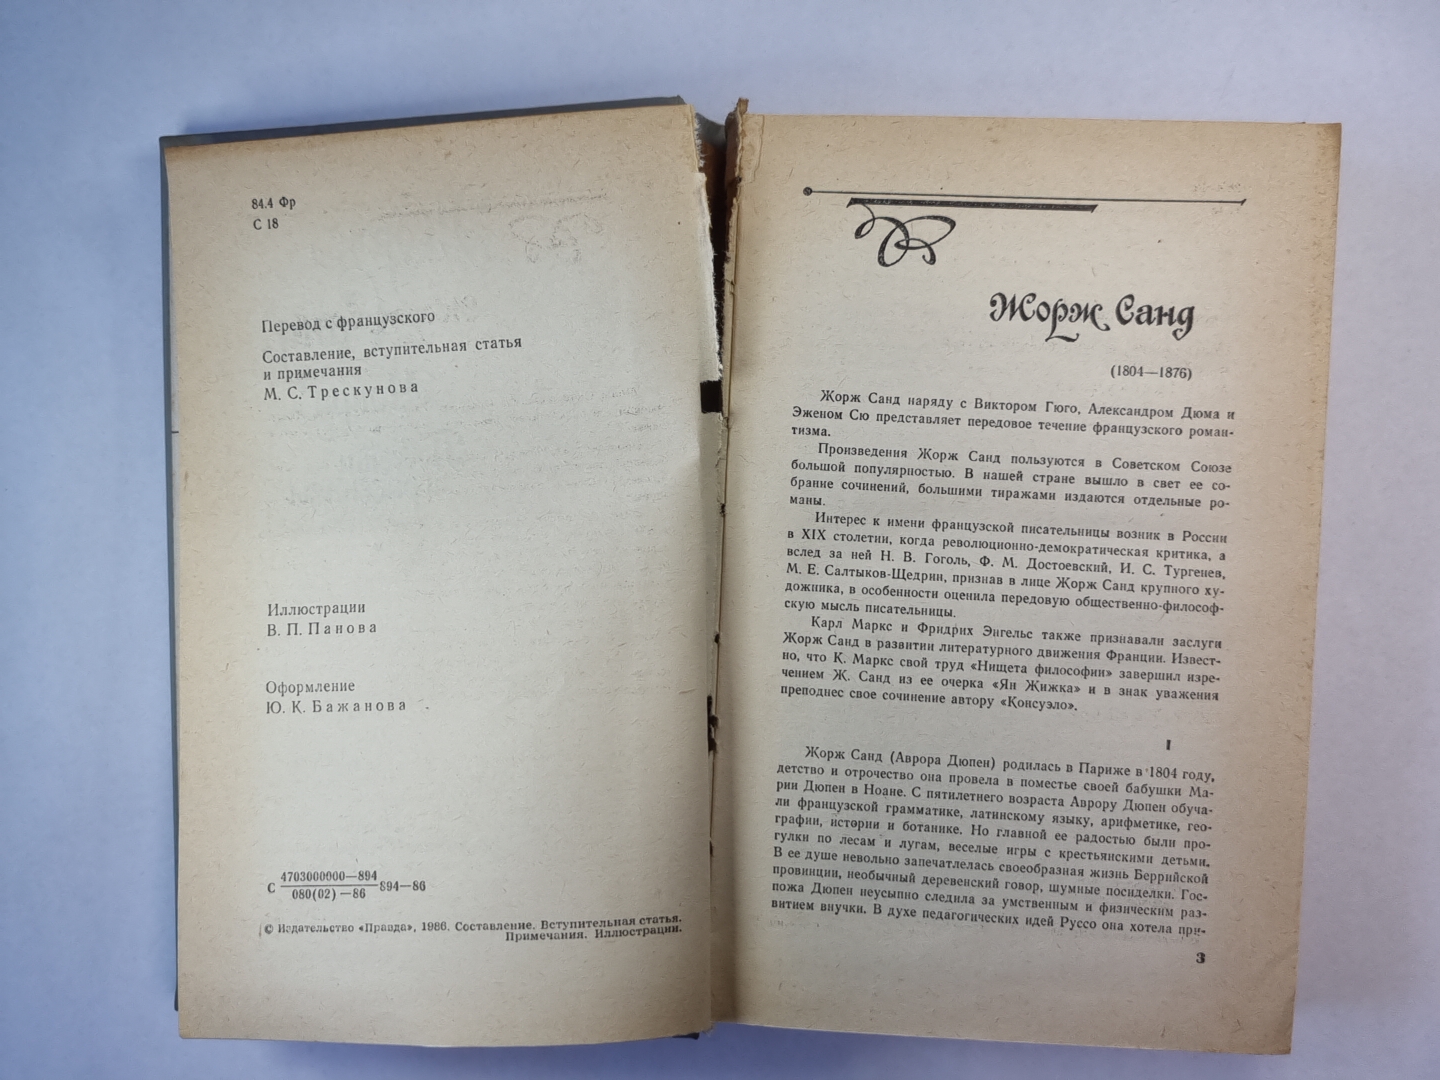 84.4 Фр
С 18
Перевод с французского
Составление, вступительная статья
и примечания
М. С. Трескунова
Иллюстрации
В. П. Панова
Оформление
Ю. К. Бажанова
С 4703000000—894 894—86
080(02)—86
© Издательство «Правда», 1986. Составление. Вступительная статья.
Примечания. Иллюстрации.
Жорж Санд
(1804—1876)
Жорж Санд наряду с Виктором Гюго, Александром Дюма и
Эженом Сю представляет передовое течение французского роман-
тизма.
Произведения Жорж Санд пользуются в Советском Союзе
большой популярностью. В нашей стране вышло в свет ее со-
брание сочинений, большими тиражами издаются отдельные ро-
маны.
Интерес к имени французской писательницы возник в России
в XIX столетии, когда революционно-демократическая критика, а
вслед за ней Н. В. Гоголь, Ф. М. Достоевский, И. С. Тургенев,
М. Е. Салтыков-Щедрин, признав в лице Жорж Санд крупного ху-
дожника, в особенности оценила передовую общественно-философ-
скую мысль писательницы.
Карл Маркс и Фридрих Энгельс также признавали заслуги
Жорж Санд в развитии литературного движения Франции. Извест-
но, что К. Маркс свой труд «Нищета философии» завершил изре-
чением Ж. Санд из ее очерка «Ян Жижка» и в знак уважения
преподнес свое сочинение автору «Консуэло».
I
Жорж Санд (Аврора Дюпен) родилась в Париже в 1804 году,
детство и отрочество она провела в поместье своей бабушки Ма-
рии Дюпен в Ноане. С пятилетнего возраста Аврору Дюпен обуча-
ли французской грамматике, латинскому языку, арифметике, гео-
графии, истории и ботанике. Но главной ее радостью были про-
гулки по лесам и лугам, веселые игры с крестьянскими детьми.
В ее душе невольно запечатлелась своеобразная жизнь Беррийской
провинции, необычный деревенский говор, шумные посиделки. Гос-
пожа Дюпен неусыпно следила за умственным и физическим раз-
витием внучки. В духе педагогических идей Руссо она хотела при-
3